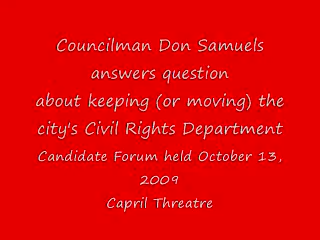 Councilman Don Samuels
answers question
about keeping (or moving) the
city's Civil Rights Department
Candidate Forum held October 13,
2009
Capril Threatre